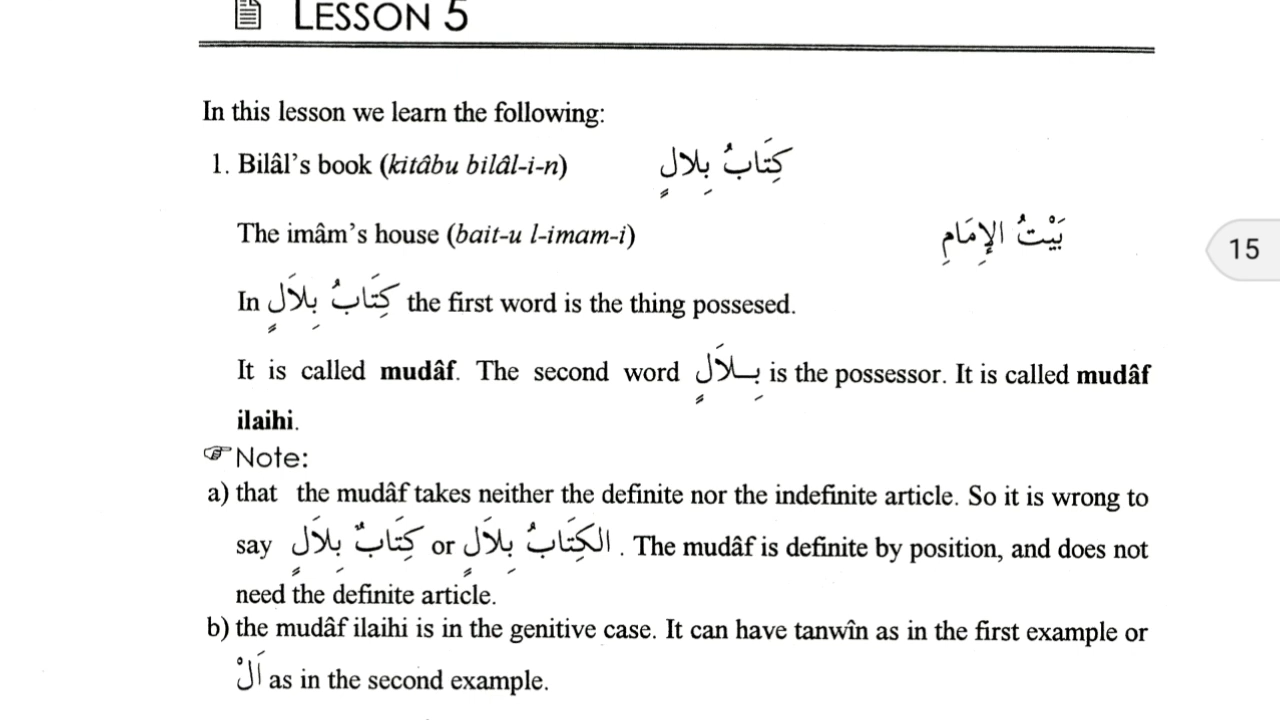 LESSON 5
In this lesson we learn the following:
1. Bilâl's book (kitâbu bilâl-i-n) كِتَابُ بِلالٍ
The imâm's house (bait-u l-imam-i) بَيْتُ الإِمَامِ
In كِتَابُ بِلاَلٍ the first word is the thing possesed.
It is called mudâf. The second word بِـلاَلٍ is the possessor. It is called mudâf
ilaihi.
Note:
a) that the mudâf takes neither the definite nor the indefinite article. So it is wrong to
say كِتَابٌ بِلاَلٍ or الكِتَابُ بِلاَلٍ . The mudâf is definite by position, and does not
need the definite article.
b) the mudâf ilaihi is in the genitive case. It can have tanwîn as in the first example or
اَلْ as in the second example.
15